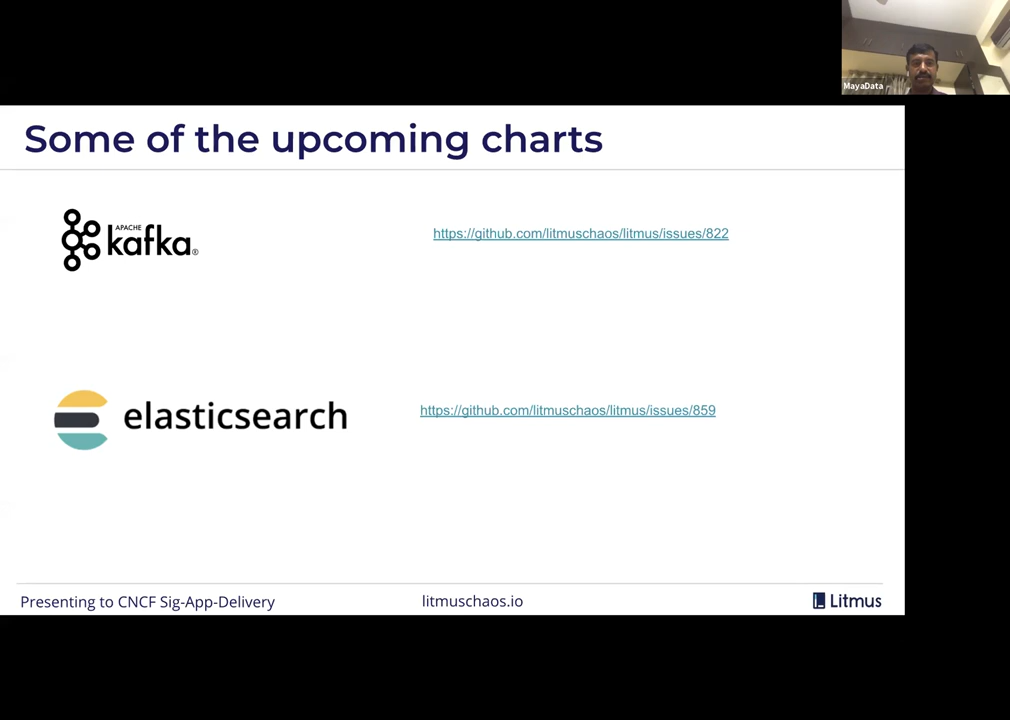 MayaData
Some of the upcoming charts
APACHE
kafka®
https://github.com/litmuschaos/litmus/issues/822
elasticsearch
https://github.com/litmuschaos/litmus/issues/859
Presenting to CNCF Sig-App-Delivery
litmuschaos.io
Litmus